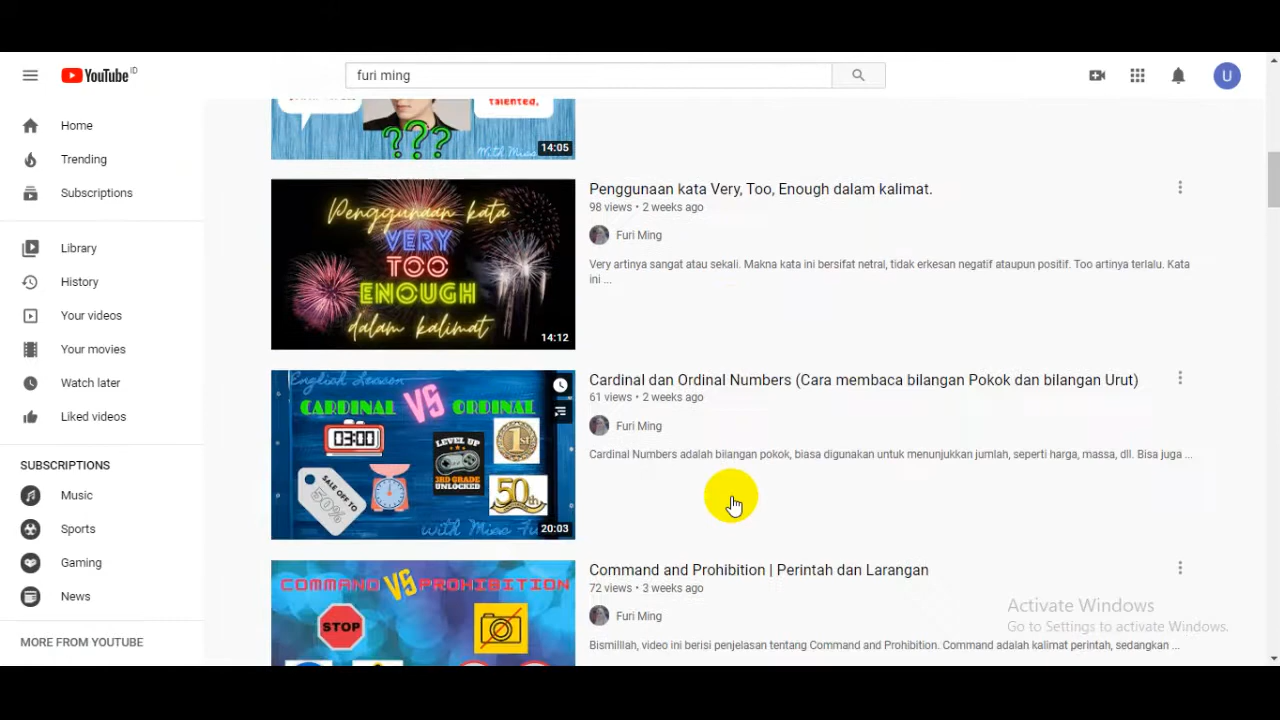 YouTube ID
furi ming
U
Home
Trending
Subscriptions
Library
History
Your videos
Your movies
Watch later
Liked videos
SUBSCRIPTIONS
Music
Sports
Gaming
News
MORE FROM YOUTUBE
talented,
???
14:05
Penggunaan kata
VERY
TOO
ENOUGH
dalam kalimat
14:12
Penggunaan kata Very, Too, Enough dalam kalimat.
98 views • 2 weeks ago
Furi Ming
Very artinya sangat atau sekali. Makna kata ini bersifat netral, tidak erkesan negatif ataupun positif. Too artinya terlalu. Kata
ini ...
English Lesson
CARDINAL VS ORDINAL
03:00
LEVEL UP
3RD GRADE
UNLOCKED
1st
SALE OFF TO
50%
50th
20:03
Cardinal dan Ordinal Numbers (Cara membaca bilangan Pokok dan bilangan Urut)
61 views • 2 weeks ago
Furi Ming
Cardinal Numbers adalah bilangan pokok, biasa digunakan untuk menunjukkan jumlah, seperti harga, massa, dll. Bisa juga ...
COMMAND VS PROHIBITION
STOP
Command and Prohibition | Perintah dan Larangan
72 views • 3 weeks ago
Furi Ming
Bismilllah, video ini berisi penjelasan tentang Command and Prohibition. Command adalah kalimat perintah, sedangkan ...
Activate Windows
Go to Settings to activate Windows.